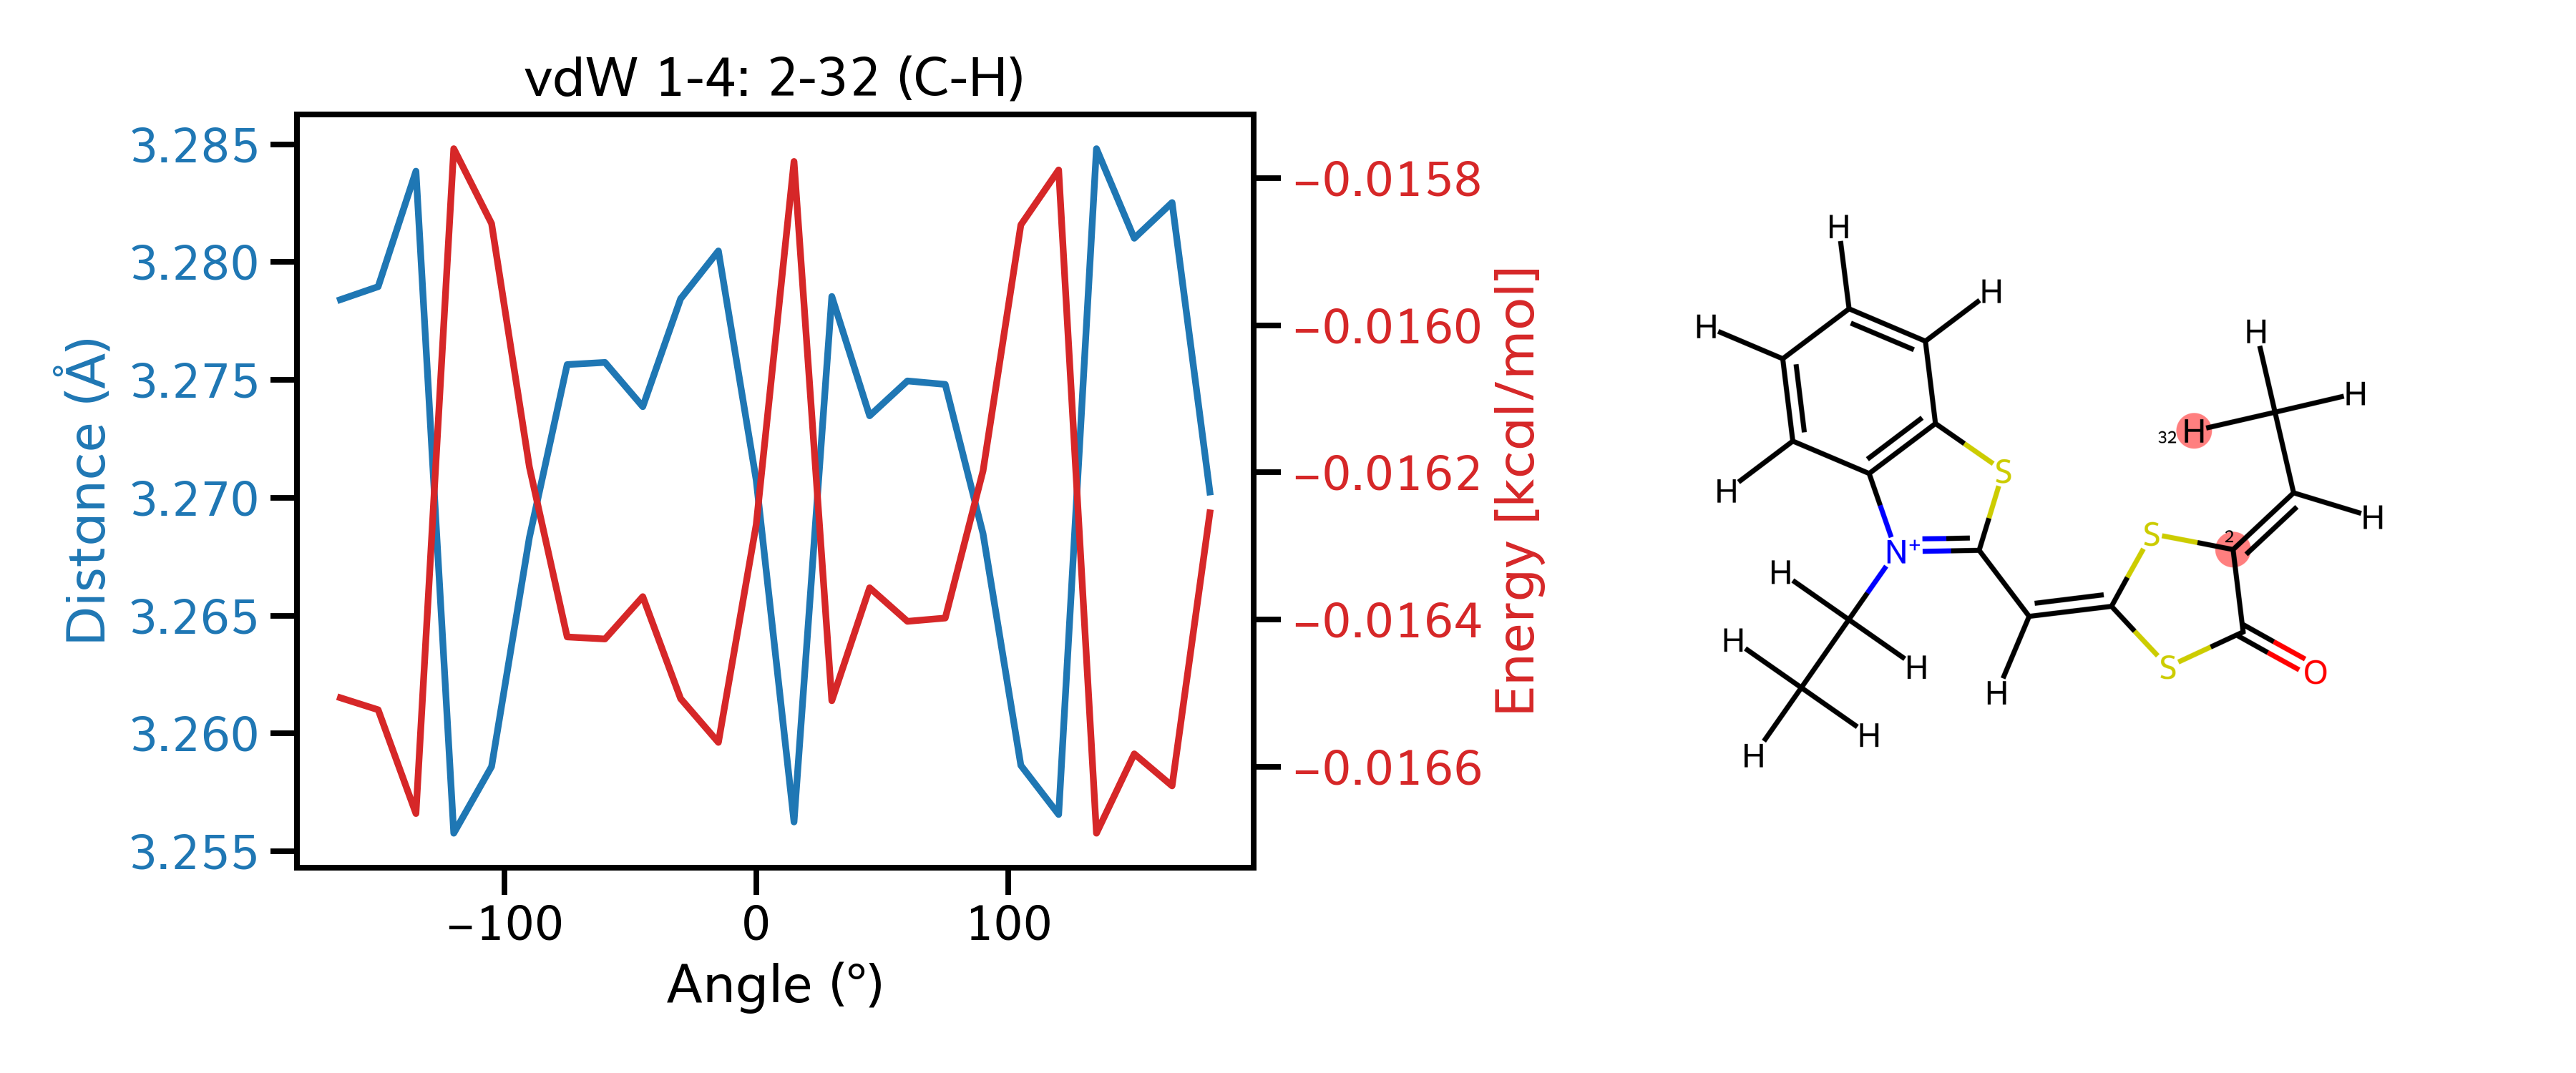 vdW 1-4: 2-32 (C-H)
Distance (Å)
3.285
3.280
3.275
3.270
3.265
3.260
3.255
−100
0
100
Angle (°)
−0.0158
−0.0160
−0.0162
−0.0164
−0.0166
Energy [kcal/mol]
H
H
H
H
H
H
32 H
S
H
H
N+
S
2
H
H
H
S
O
H
H
H